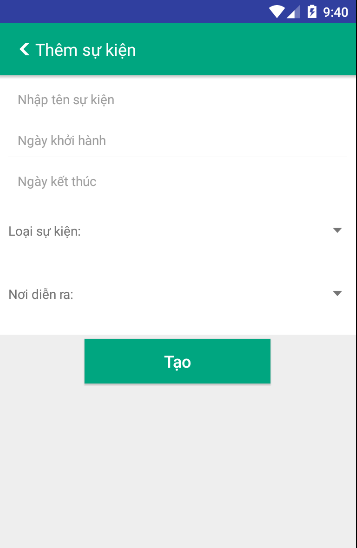 9:40
Thêm sự kiện
Nhập tên sự kiện
Ngày khởi hành
Ngày kết thúc
Loại sự kiện:
Nơi diễn ra:
Tạo